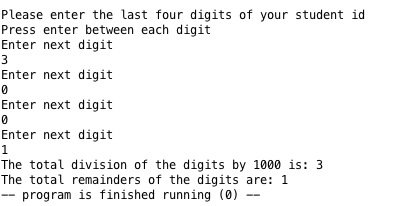 Please enter the last four digits of your student id
Press enter between each digit
Enter next digit
3
Enter next digit
0
Enter next digit
0
Enter next digit
1
The total division of the digits by 1000 is: 3
The total remainders of the digits are: 1
-- program is finished running (0) --